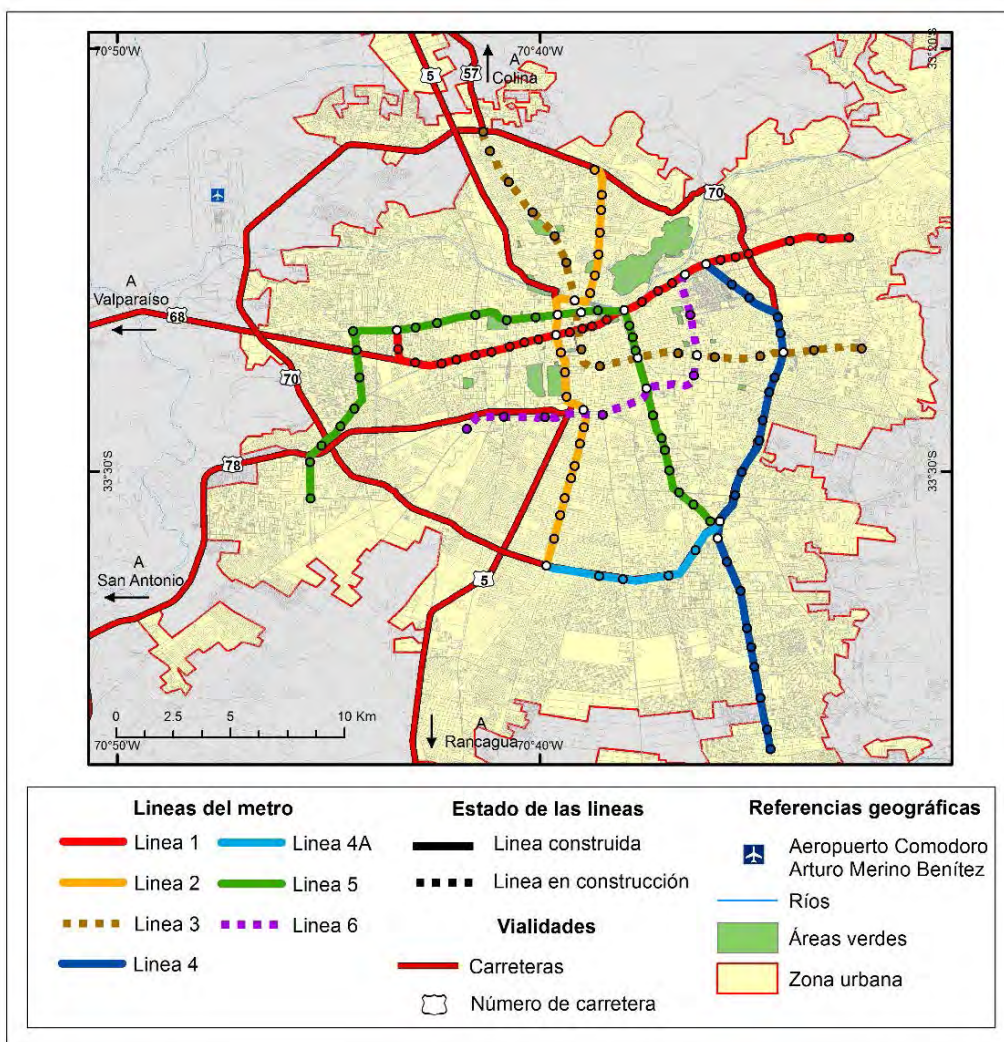 70°50'W
70°40'W
33°20'S
5
57
A
Colina
70
A
Valparaíso
68
70
33°30'S
33°30'S
78
A
San Antonio
5
0 2.5 5 10 Km
A
Rancagua
70°50'W
70°40'W
Lineas del metro
Linea 1
Linea 2
Linea 3
Linea 4
Linea 4A
Linea 5
Linea 6
Estado de las lineas
Linea construida
Linea en construcción
Vialidades
Carreteras
Número de carretera
Referencias geográficas
Aeropuerto Comodoro
Arturo Merino Benítez
Ríos
Áreas verdes
Zona urbana